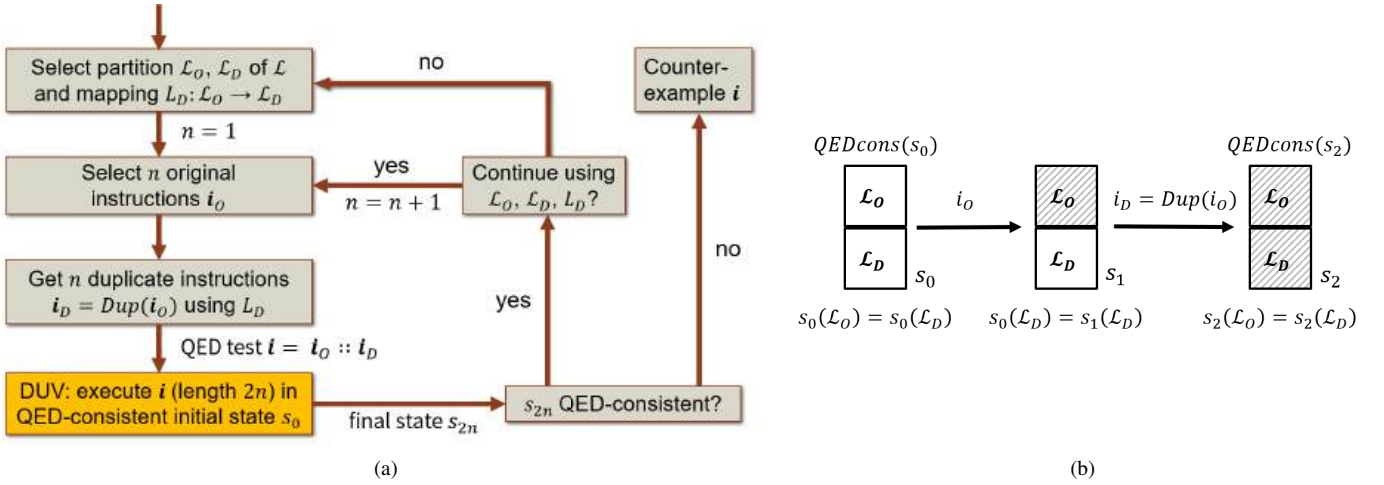 Select partition 𝓛_O, 𝓛_D of 𝓛
and mapping L_D: 𝓛_O → 𝓛_D
n = 1
Select n original
instructions i_O
Get n duplicate instructions
i_D = Dup(i_O) using L_D
QED test i = i_O :: i_D
DUV: execute i (length 2n) in
QED-consistent initial state s_0
final state s_2n
s_2n QED-consistent?
yes
no
Continue using
𝓛_O, 𝓛_D, L_D?
yes
n = n + 1
no
Counter-
example i
(a)
QEDcons(s_0)
𝓛_O
𝓛_D
s_0
s_0(𝓛_O) = s_0(𝓛_D)
i_O
𝓛_O
𝓛_D
s_1
s_0(𝓛_D) = s_1(𝓛_D)
i_D = Dup(i_O)
QEDcons(s_2)
𝓛_O
𝓛_D
s_2
s_2(𝓛_O) = s_2(𝓛_D)
(b)